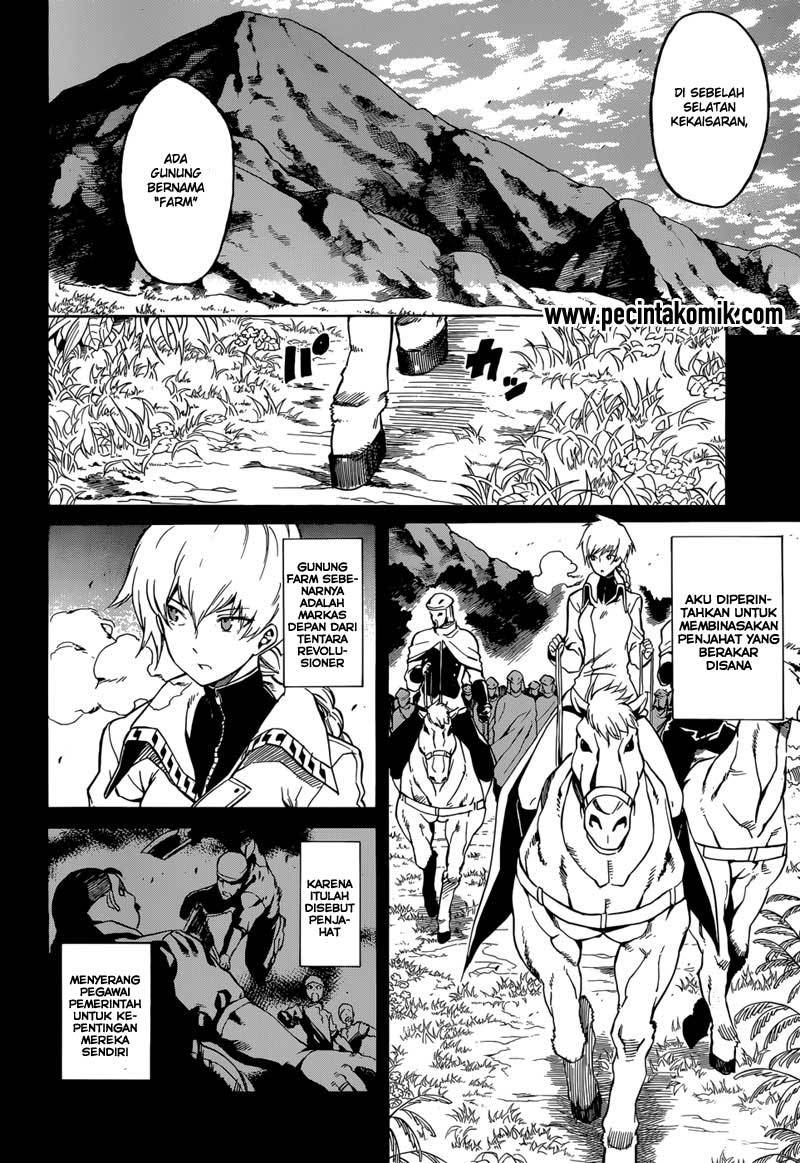 DI SEBELAH
SELATAN
KEKAISARAN,
ADA
GUNUNG
BERNAMA
"FARM"
www.pecintakomik.com
パカッ
AKU DIPERIN-
TAHKAN UNTUK
MEMBINASAKAN
PENJAHAT YANG
BERAKAR
DISANA
GUNUNG
FARM SEBE-
NARNYA
ADALAH
MARKAS
DEPAN DARI
TENTARA
REVOLU-
SIONER
KARENA
ITULAH
DISEBUT
PENJA-
HAT
MENYERANG
PEGAWAI
PEMERINTAH
UNTUK KE-
PENTINGAN
MEREKA
SENDIRI